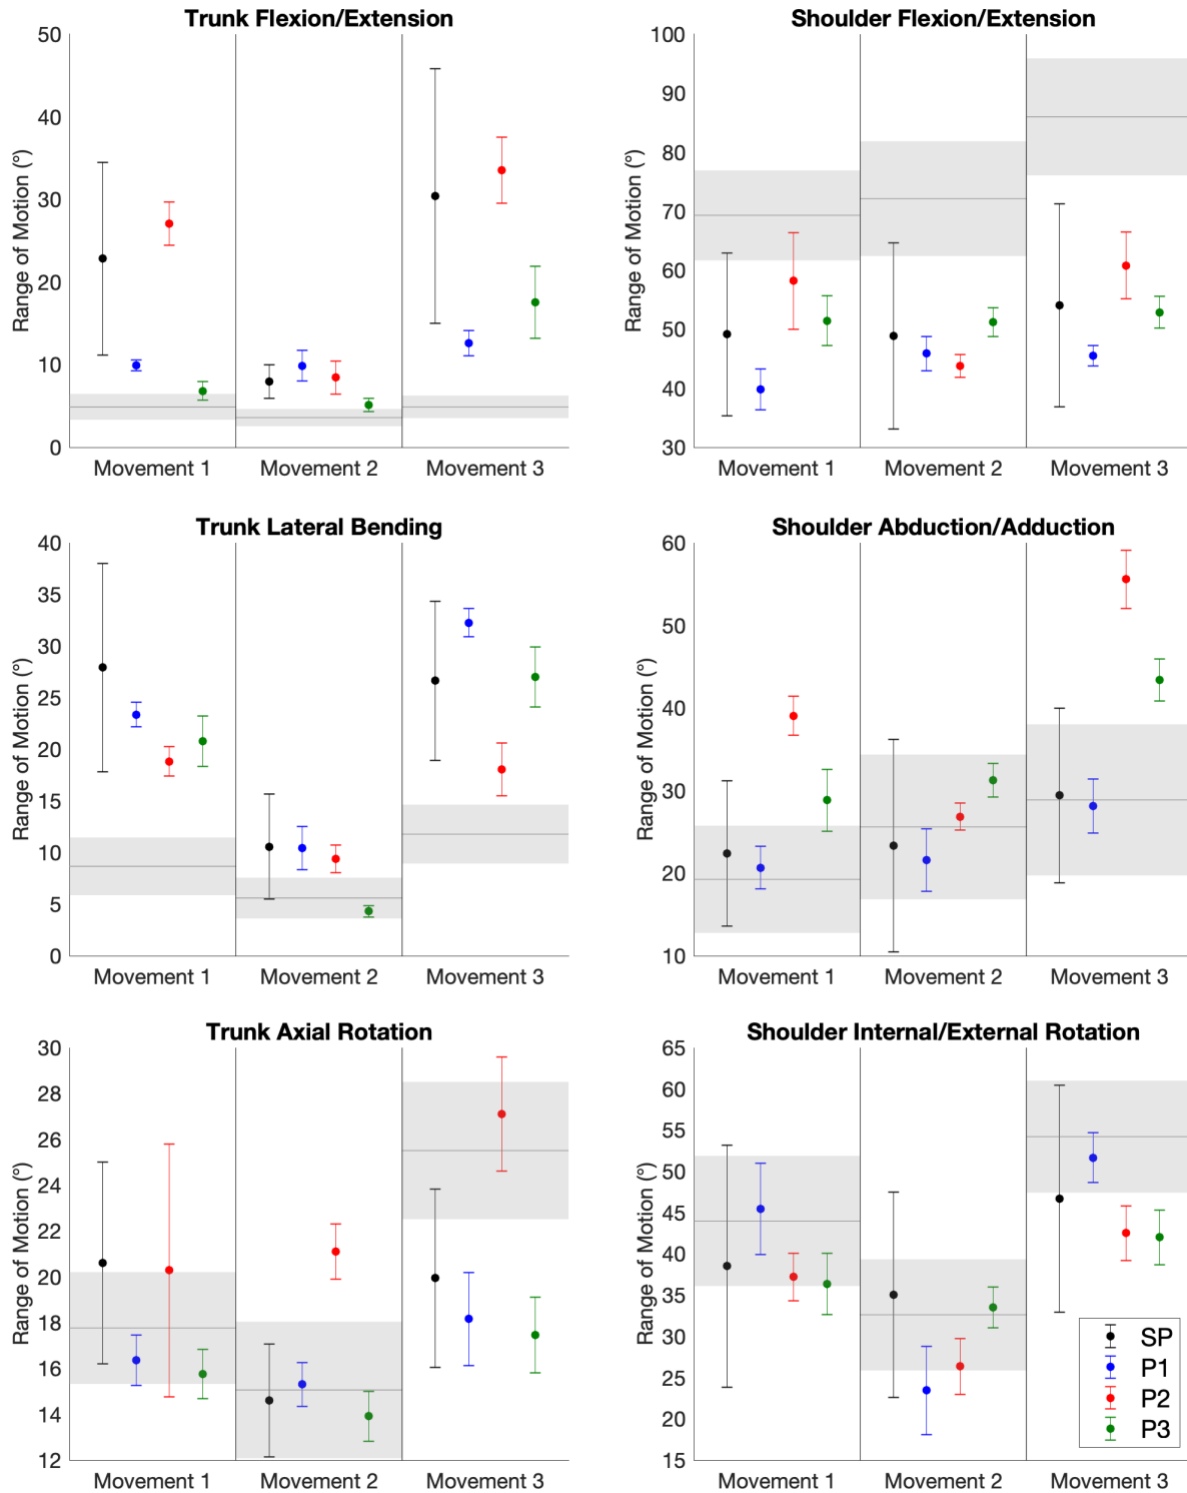 Trunk Flexion/Extension
Range of Motion (°)
50
40
30
20
10
0
Movement 1
Movement 2
Movement 3
Shoulder Flexion/Extension
Range of Motion (°)
100
90
80
70
60
50
40
30
Movement 1
Movement 2
Movement 3
Trunk Lateral Bending
Range of Motion (°)
40
35
30
25
20
15
10
5
0
Movement 1
Movement 2
Movement 3
Shoulder Abduction/Adduction
Range of Motion (°)
60
50
40
30
20
10
Movement 1
Movement 2
Movement 3
Trunk Axial Rotation
Range of Motion (°)
30
28
26
24
22
20
18
16
14
12
Movement 1
Movement 2
Movement 3
Shoulder Internal/External Rotation
Range of Motion (°)
65
60
55
50
45
40
35
30
25
20
15
Movement 1
Movement 2
Movement 3
SP
P1
P2
P3